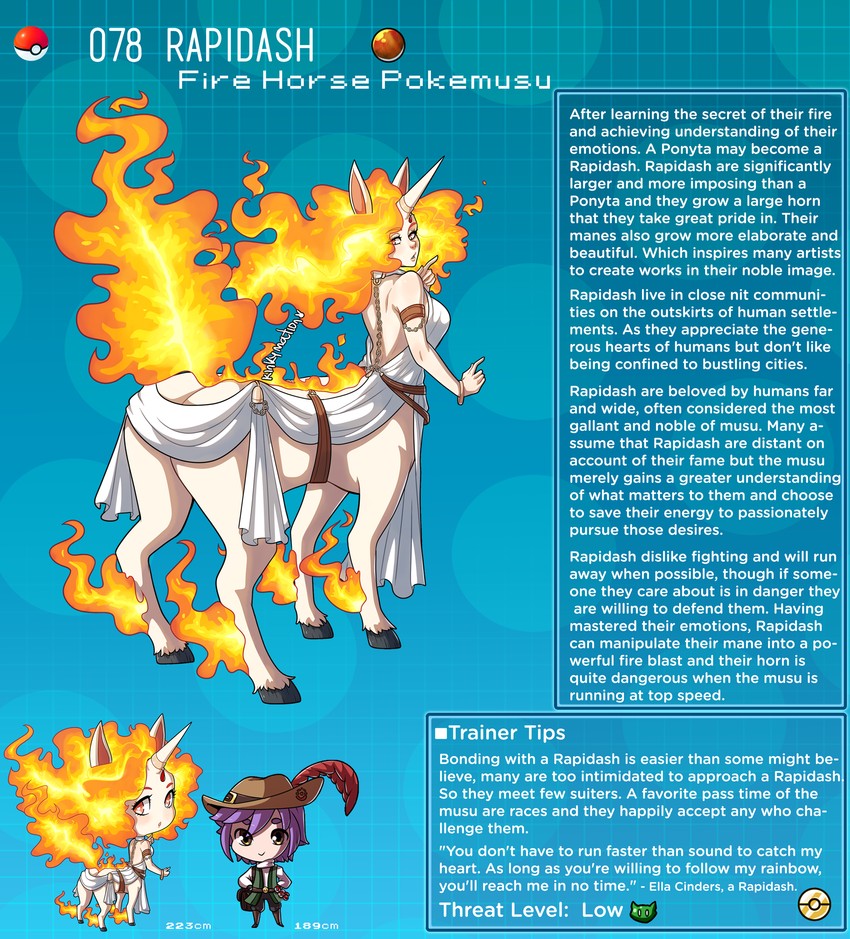 078 RAPIDASH
Fire Horse Pokemusu
After learning the secret of their fire
and achieving understanding of their
emotions. A Ponyta may become a
Rapidash. Rapidash are significantly
larger and more imposing than a
Ponyta and they grow a large horn
that they take great pride in. Their
manes also grow more elaborate and
beautiful. Which inspires many artists
to create works in their noble image.
Rapidash live in close nit communi-
ties on the outskirts of human settle-
ments. As they appreciate the gene-
rous hearts of humans but don't like
being confined to bustling cities.
Rapidash are beloved by humans far
and wide, often considered the most
gallant and noble of musu. Many a-
ssume that Rapidash are distant on
account of their fame but the musu
merely gains a greater understanding
of what matters to them and choose
to save their energy to passionately
pursue those desires.
Rapidash dislike fighting and will run
away when possible, though if some-
one they care about is in danger they
are willing to defend them. Having
mastered their emotions, Rapidash
can manipulate their mane into a po-
werful fire blast and their horn is
quite dangerous when the musu is
running at top speed.
kinkymation
■Trainer Tips
Bonding with a Rapidash is easier than some might be-
lieve, many are too intimidated to approach a Rapidash.
So they meet few suiters. A favorite pass time of the
musu are races and they happily accept any who cha-
llenge them.
"You don't have to run faster than sound to catch my
heart. As long as you're willing to follow my rainbow,
you'll reach me in no time." - Ella Cinders, a Rapidash.
Threat Level: Low
223cm
189cm